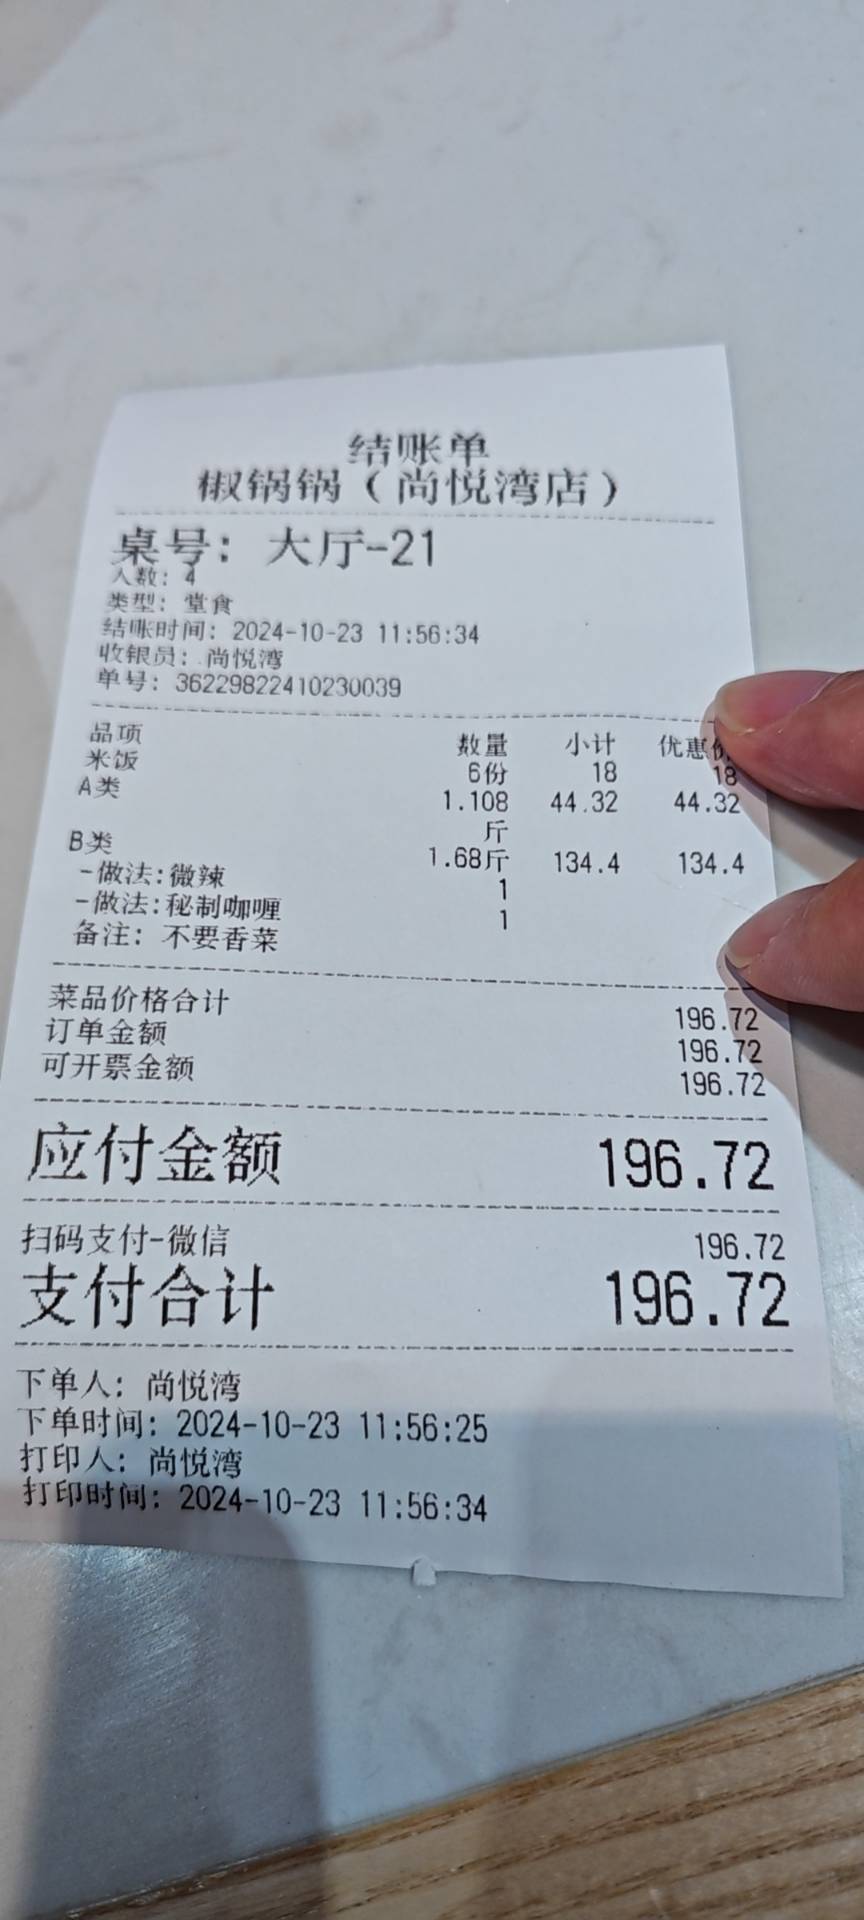 结账单
椒锅锅（尚悦湾店）
桌号：大厅-21
人数：4
类型：堂食
结账时间：2024-10-23 11:56:34
收银员：尚悦湾
单号：36229822410230039
品项 数量 小计 优惠价
米饭 6份 18 18
A类 1.108斤 44.32 44.32
B类 1.68斤 134.4 134.4
-做法:微辣 1
-做法:秘制咖喱 1
备注：不要香菜
菜品价格合计 196.72
订单金额 196.72
可开票金额 196.72
应付金额 196.72
扫码支付-微信 196.72
支付合计 196.72
下单人：尚悦湾
下单时间：2024-10-23 11:56:25
打印人：尚悦湾
打印时间：2024-10-23 11:56:34